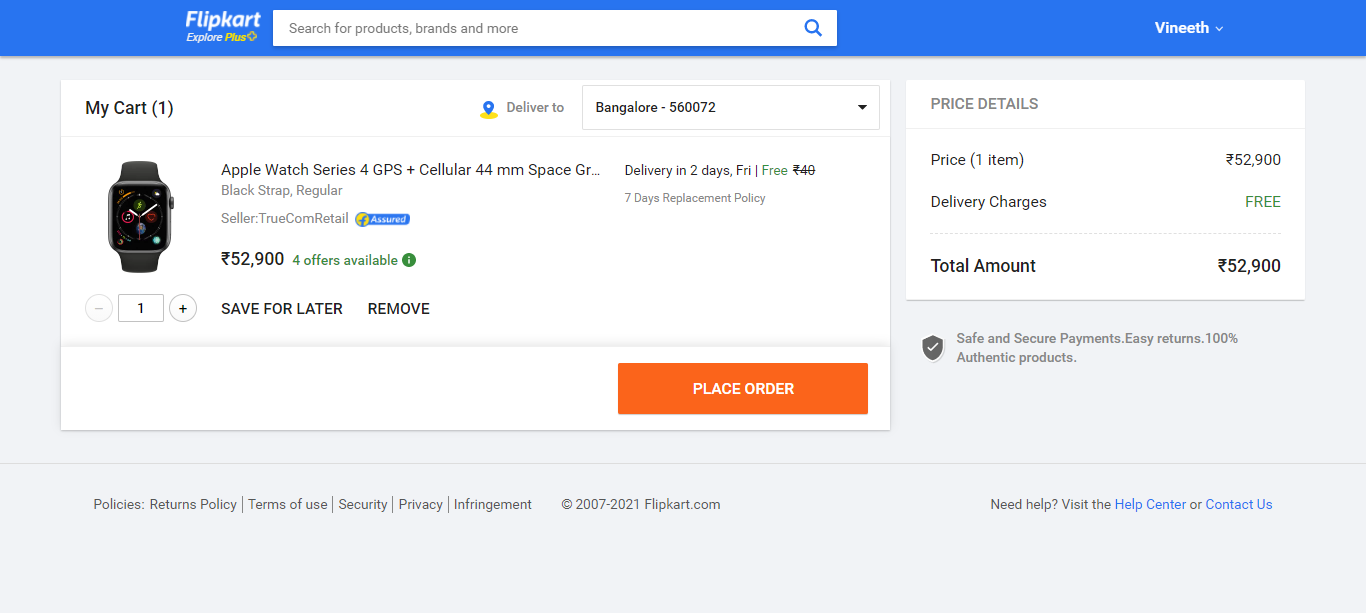 Flipkart
Explore Plus
Search for products, brands and more
Vineeth
My Cart (1)
Deliver to
Bangalore - 560072
Apple Watch Series 4 GPS + Cellular 44 mm Space Gr...
Black Strap, Regular
Seller:TrueComRetail
f Assured
₹52,900 4 offers available i
Delivery in 2 days, Fri | Free ₹40
7 Days Replacement Policy
− 1 + SAVE FOR LATER REMOVE
PLACE ORDER
PRICE DETAILS
Price (1 item) ₹52,900
Delivery Charges FREE
Total Amount ₹52,900
Safe and Secure Payments.Easy returns.100%
Authentic products.
Policies: Returns Policy | Terms of use | Security | Privacy | Infringement © 2007-2021 Flipkart.com
Need help? Visit the Help Center or Contact Us